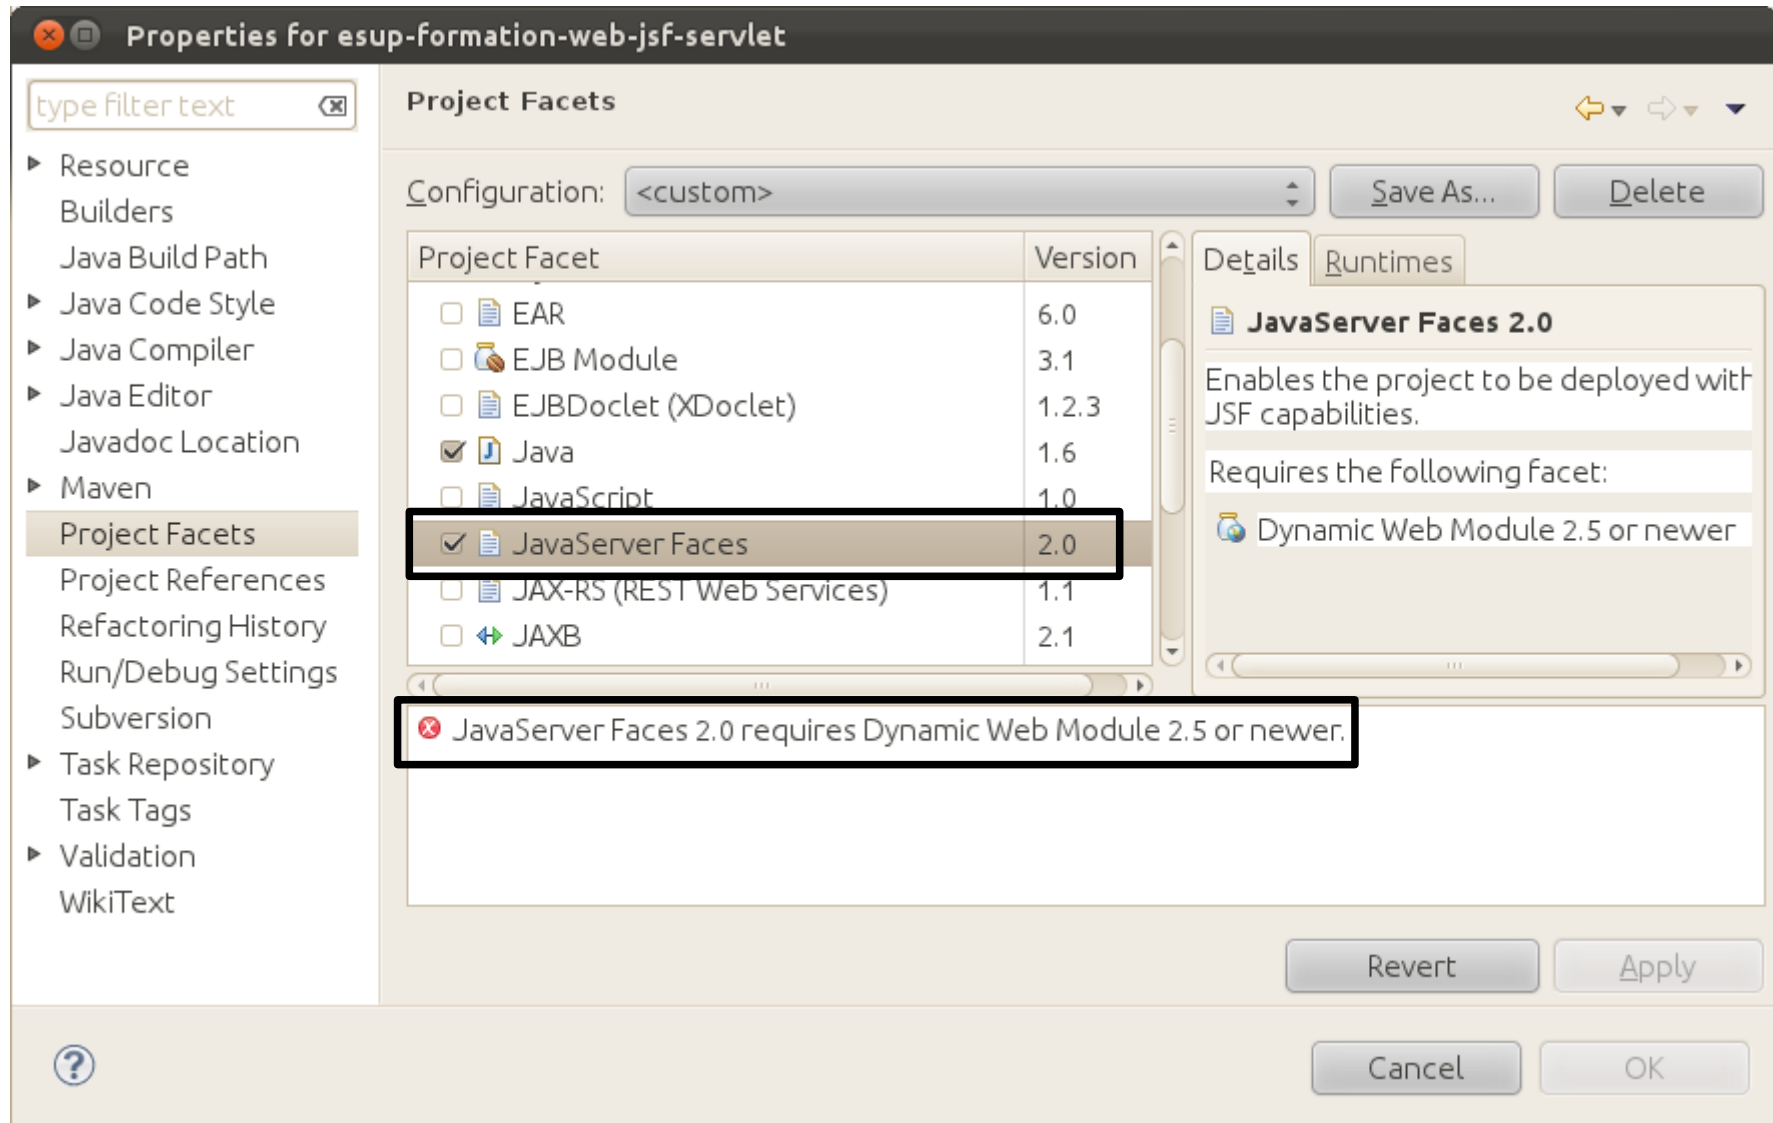 Properties for esup-formation-web-jsf-servlet
type filter text
Resource
Builders
Java Build Path
Java Code Style
Java Compiler
Java Editor
Javadoc Location
Maven
Project Facets
Project References
Refactoring History
Run/Debug Settings
Subversion
Task Repository
Task Tags
Validation
WikiText
Project Facets
Configuration: <custom> Save As... Delete
Project Facet Version
EAR 6.0
EJB Module 3.1
EJBDoclet (XDoclet) 1.2.3
Java 1.6
JavaScript 1.0
JavaServer Faces 2.0
JAX-RS (REST Web Services) 1.1
JAXB 2.1
Details Runtimes
JavaServer Faces 2.0
Enables the project to be deployed with
JSF capabilities.
Requires the following facet:
Dynamic Web Module 2.5 or newer
JavaServer Faces 2.0 requires Dynamic Web Module 2.5 or newer.
Revert Apply
Cancel OK